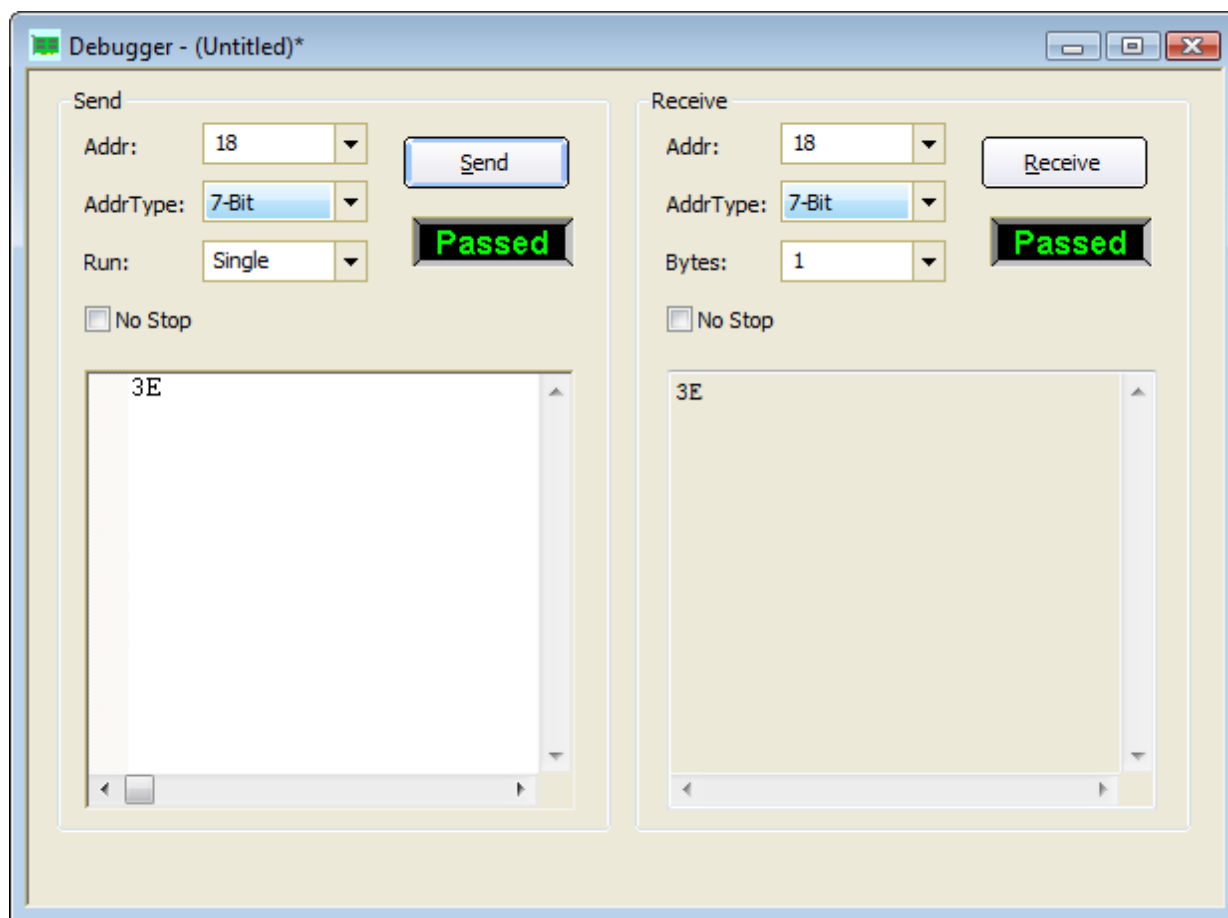 Debugger - (Untitled)*
Send
Addr: 18
Send
AddrType: 7-Bit
Passed
Run: Single
No Stop
3E
Receive
Addr: 18
Receive
AddrType: 7-Bit
Passed
Bytes: 1
No Stop
3E